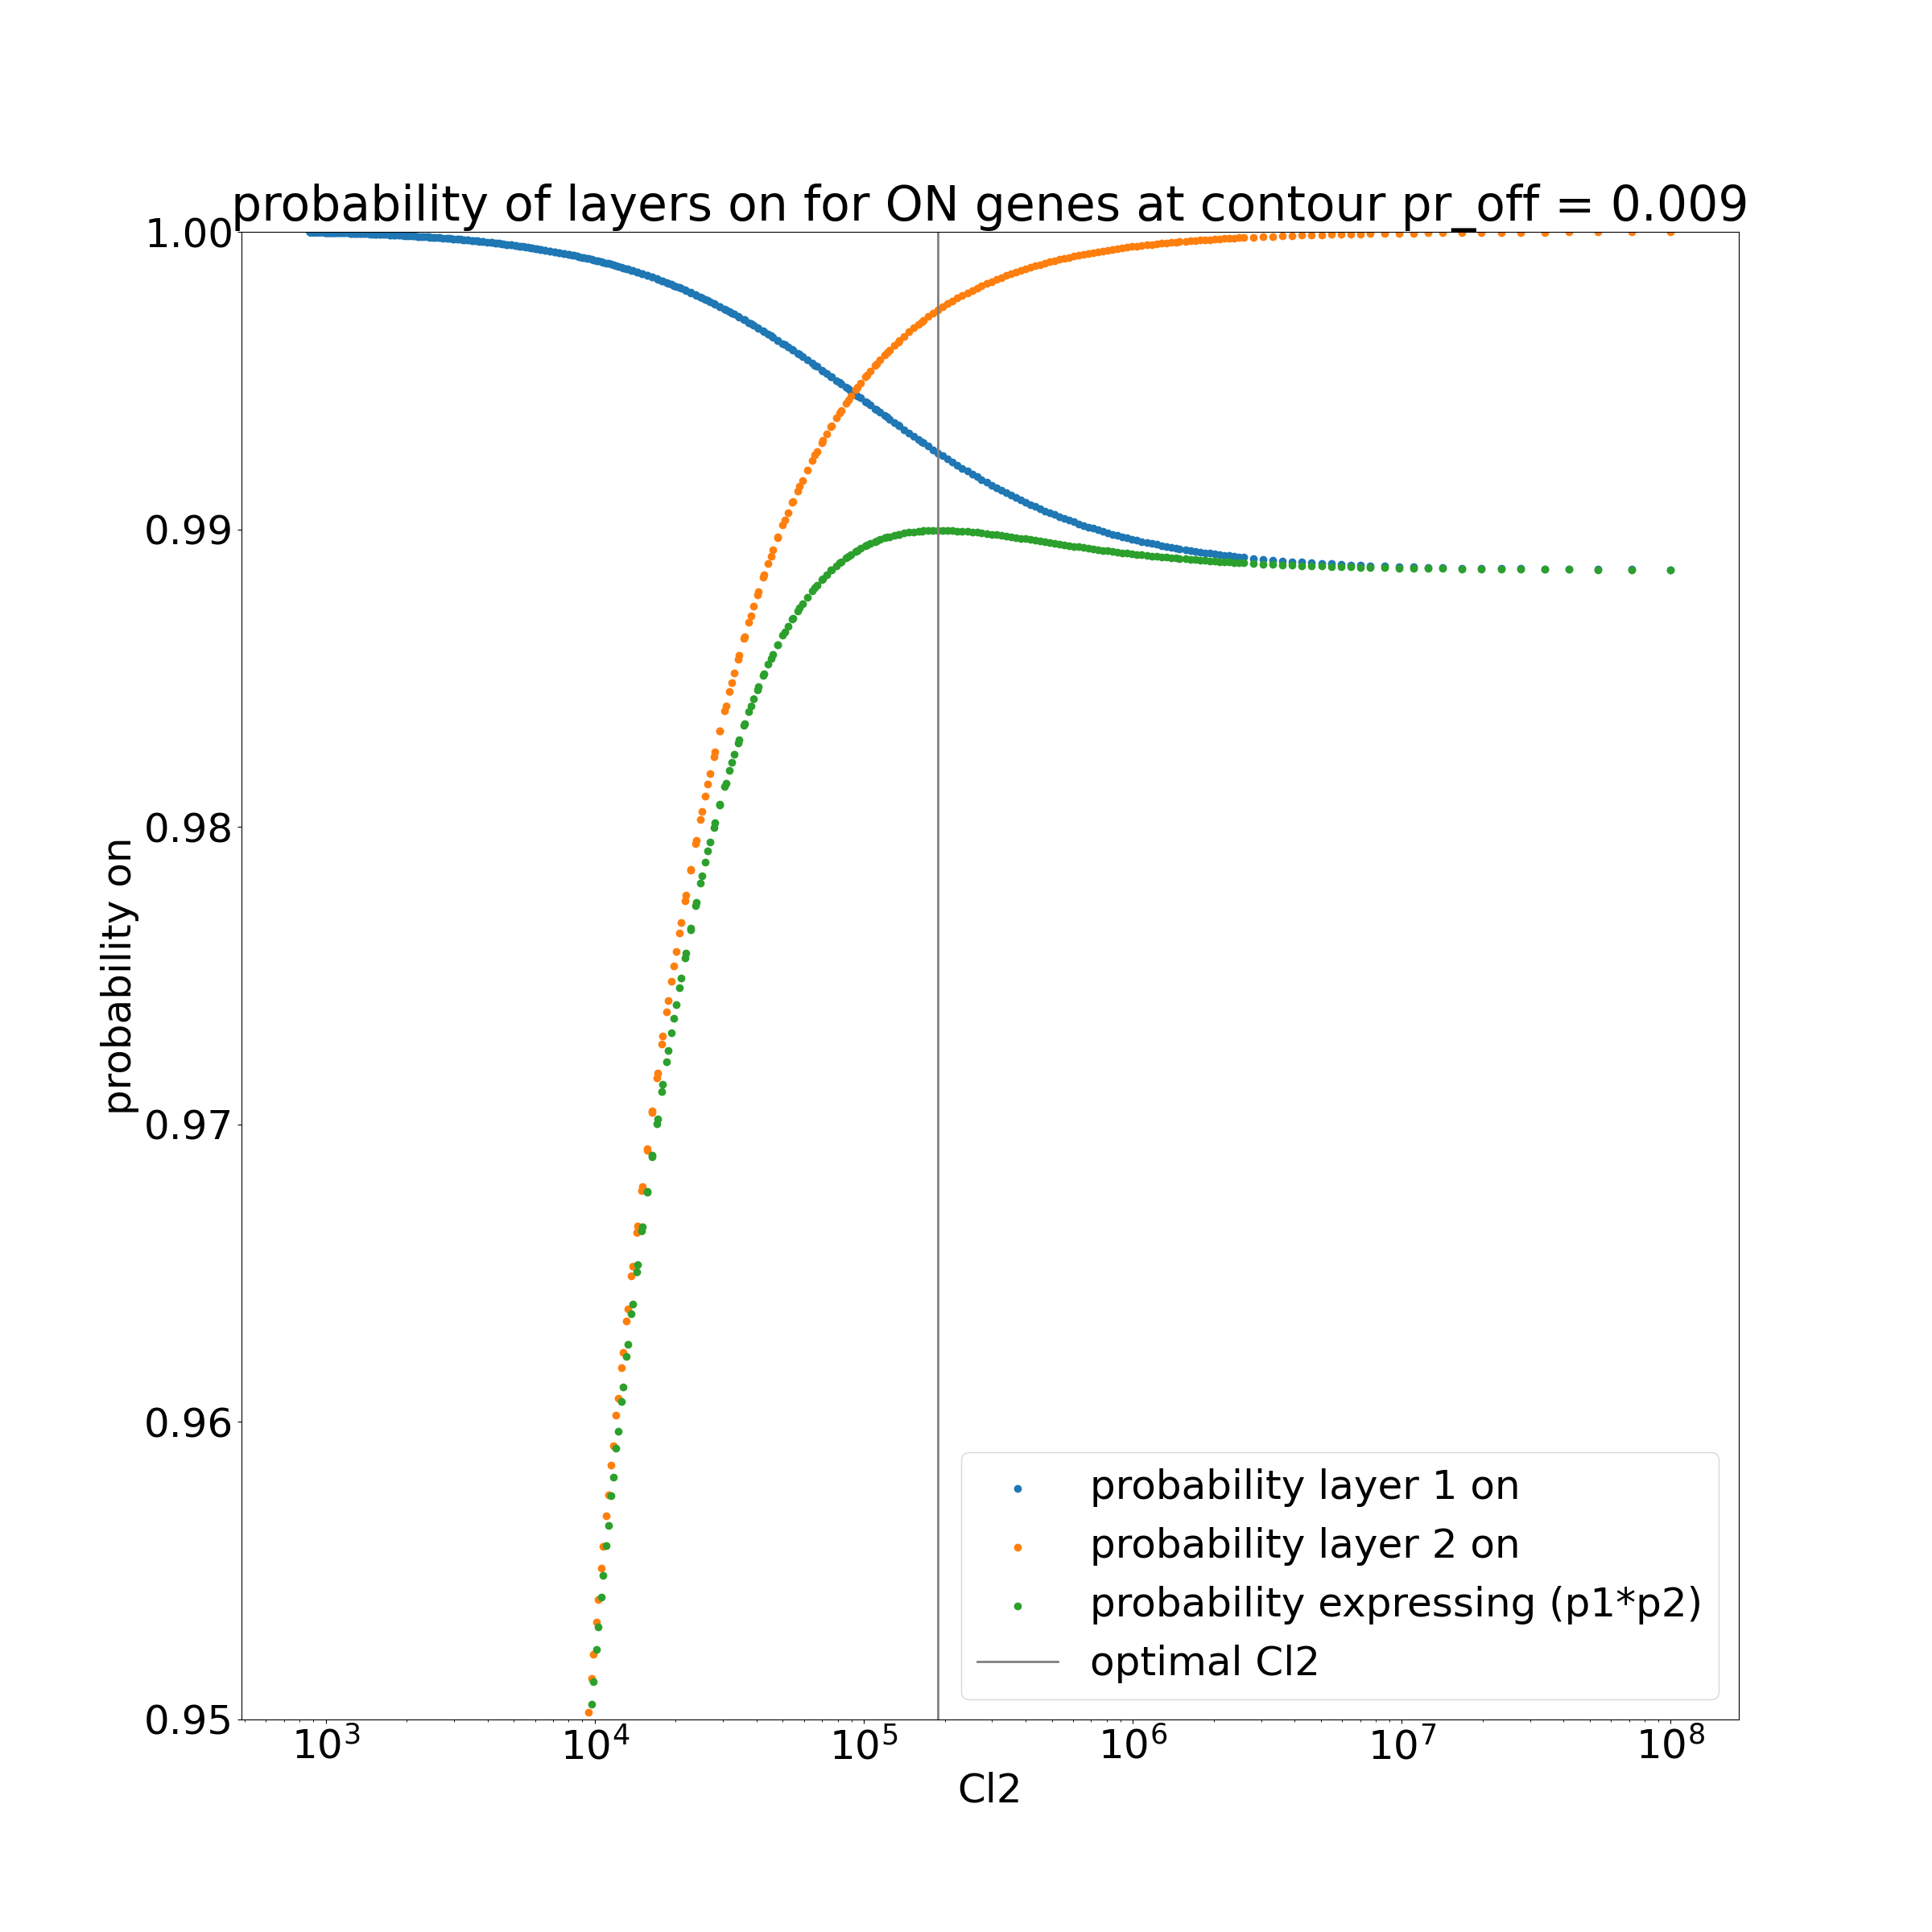 probability of layers on for ON genes at contour pr_off = 0.009
1.00
0.99
0.98
0.97
0.96
0.95
probability on
probability layer 1 on
probability layer 2 on
probability expressing (p1*p2)
optimal Cl2
10³ 10⁴ 10⁵ 10⁶ 10⁷ 10⁸
Cl2